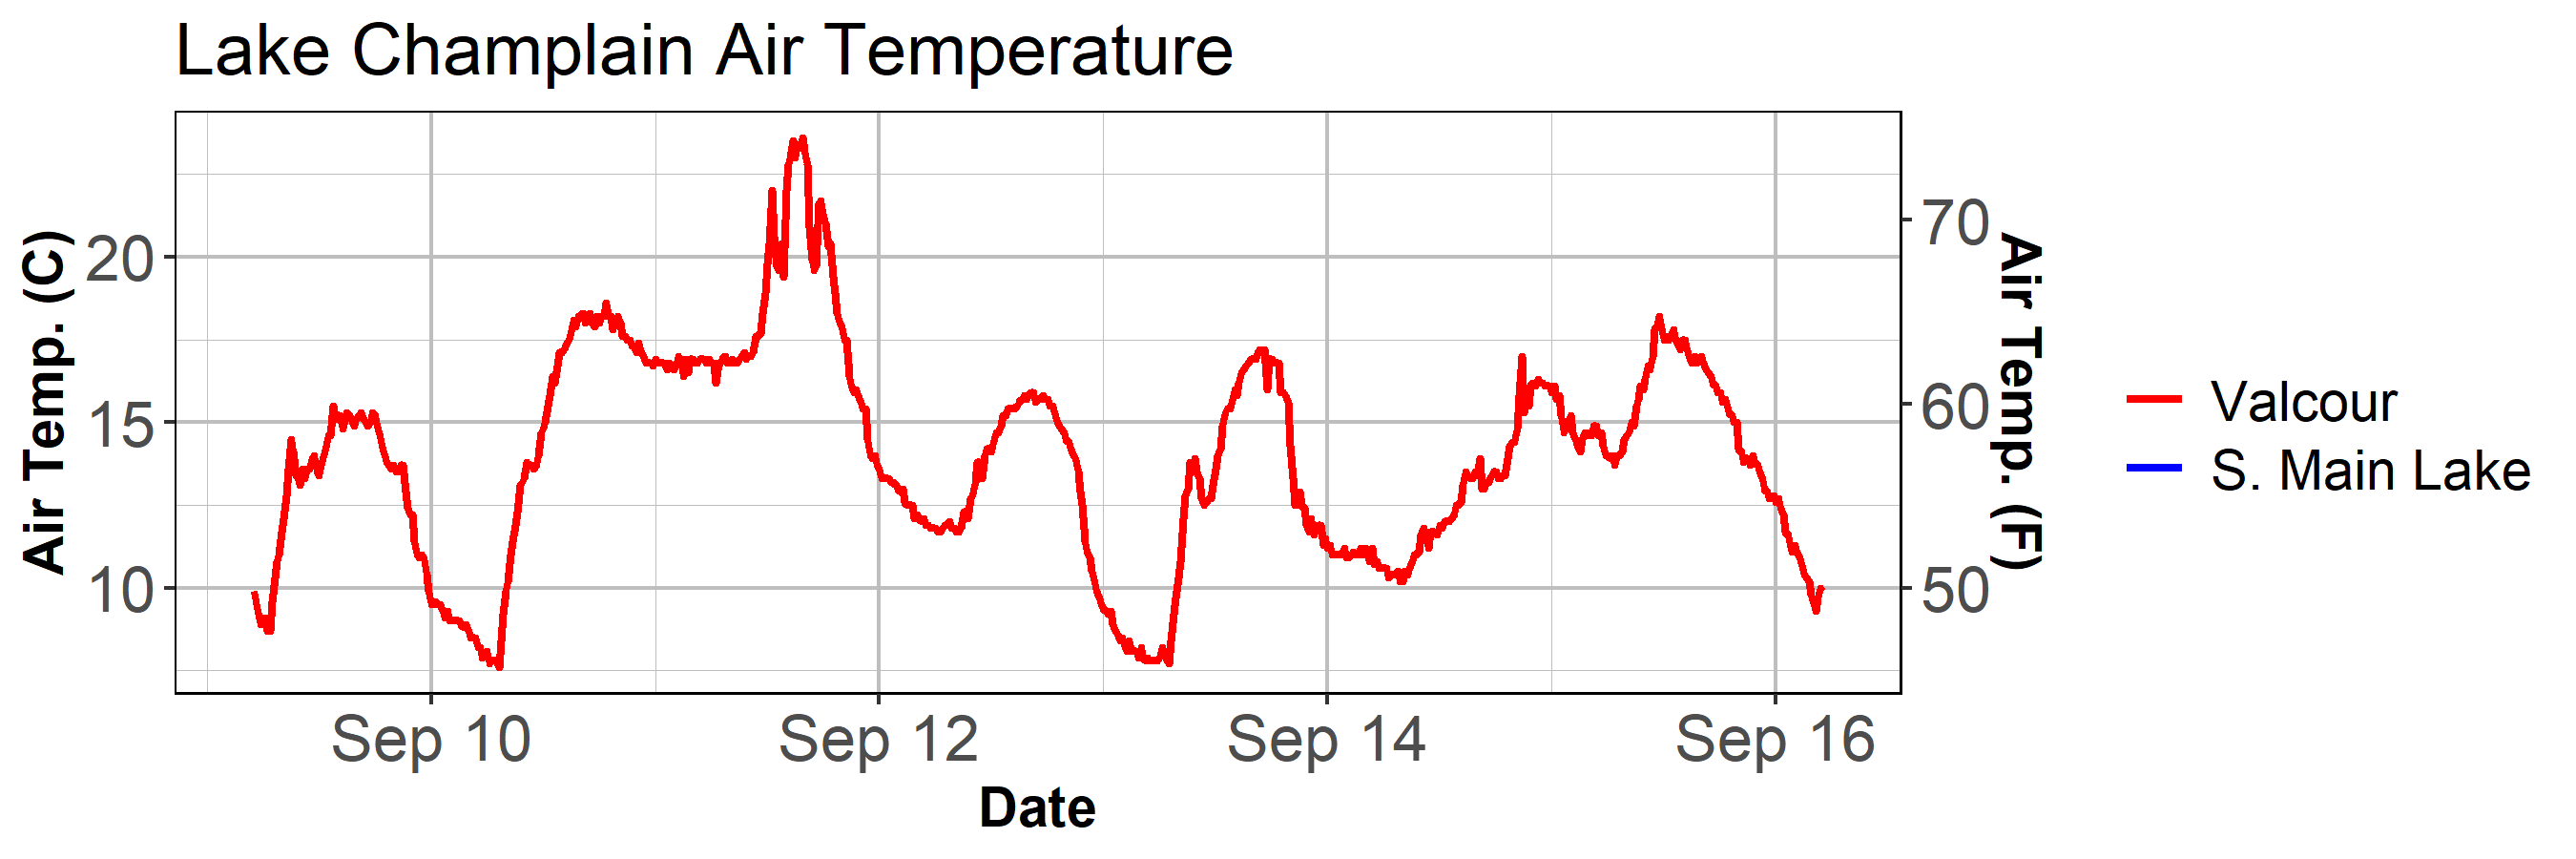 Lake Champlain Air Temperature
Air Temp. (C)
20
15
10
70
60
50
Air Temp. (F)
Sep 10
Sep 12
Sep 14
Sep 16
Date
Valcour
S. Main Lake